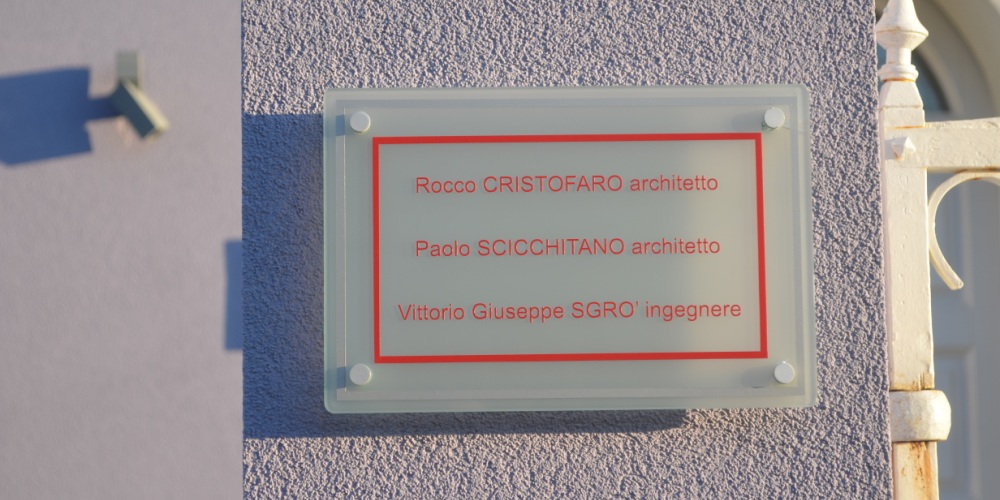 Rocco CRISTOFARO architetto
Paolo SCICCHITANO architetto
Vittorio Giuseppe SGRO' ingegnere